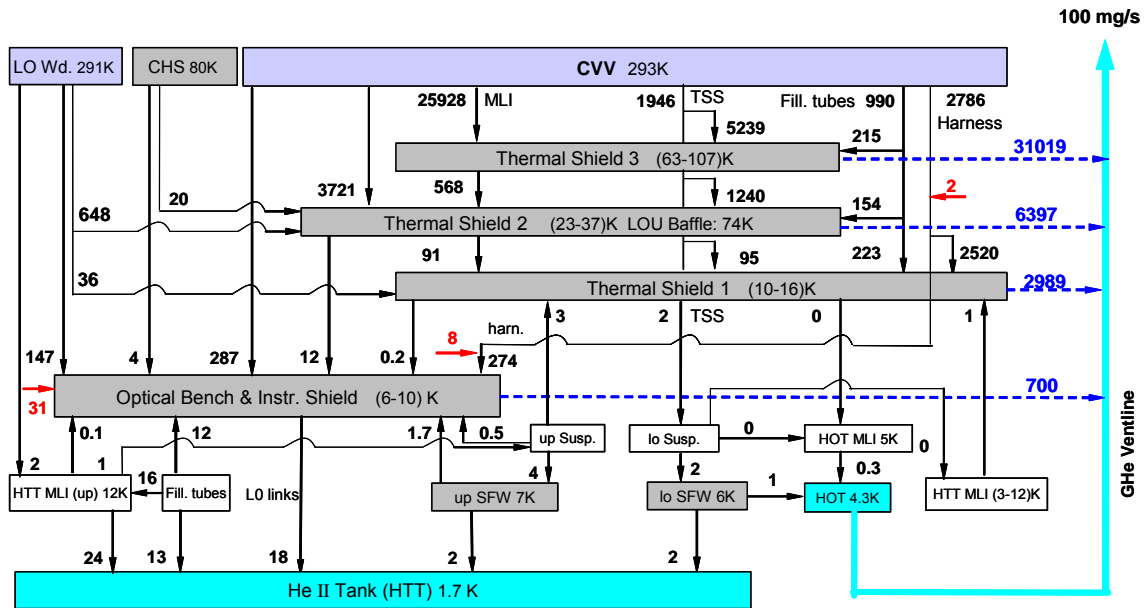 100 mg/s
LO Wd. 291K
CHS 80K
CVV 293K
25928
MLI
1946
TSS
Fill. tubes 990
2786
Harness
5239
215
31019
Thermal Shield 3 (63-107)K
20
3721
568
1240
154
2
648
6397
Thermal Shield 2 (23-37)K LOU Baffle: 74K
91
95
223
2520
36
2989
Thermal Shield 1 (10-16)K
3
2
TSS
0
1
harn.
8
147
4
287
12
0.2
274
31
700
Optical Bench & Instr. Shield (6-10) K
0.1
12
1.7
0.5
up Susp.
lo Susp.
0
HOT MLI 5K
0
2
1
16
4
2
0.3
HTT MLI (up) 12K
Fill. tubes
L0 links
up SFW 7K
lo SFW 6K
1
HOT 4.3K
HTT MLI (3-12)K
GHe Ventline
24
13
18
2
2
He II Tank (HTT) 1.7 K